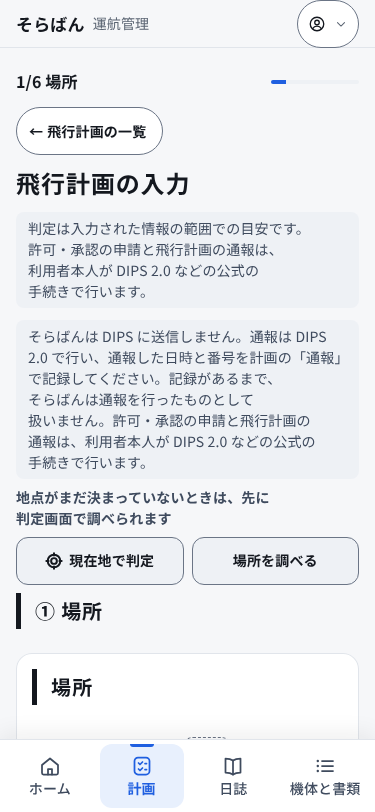 そらばん 運航管理
1/6 場所
← 飛行計画の一覧
飛行計画の入力
判定は入力された情報の範囲での目安です。
許可・承認の申請と飛行計画の通報は、
利用者本人が DIPS 2.0 などの公式の
手続きで行います。
そらばんは DIPS に送信しません。通報は DIPS
2.0 で行い、通報した日時と番号を計画の「通報」
で記録してください。記録があるまで、
そらばんは通報を行ったものとして
扱いません。許可・承認の申請と飛行計画の
通報は、利用者本人が DIPS 2.0 などの公式の
手続きで行います。
地点がまだ決まっていないときは、先に
判定画面で調べられます
現在地で判定 場所を調べる
① 場所
場所
ホーム 計画 日誌 機体と書類